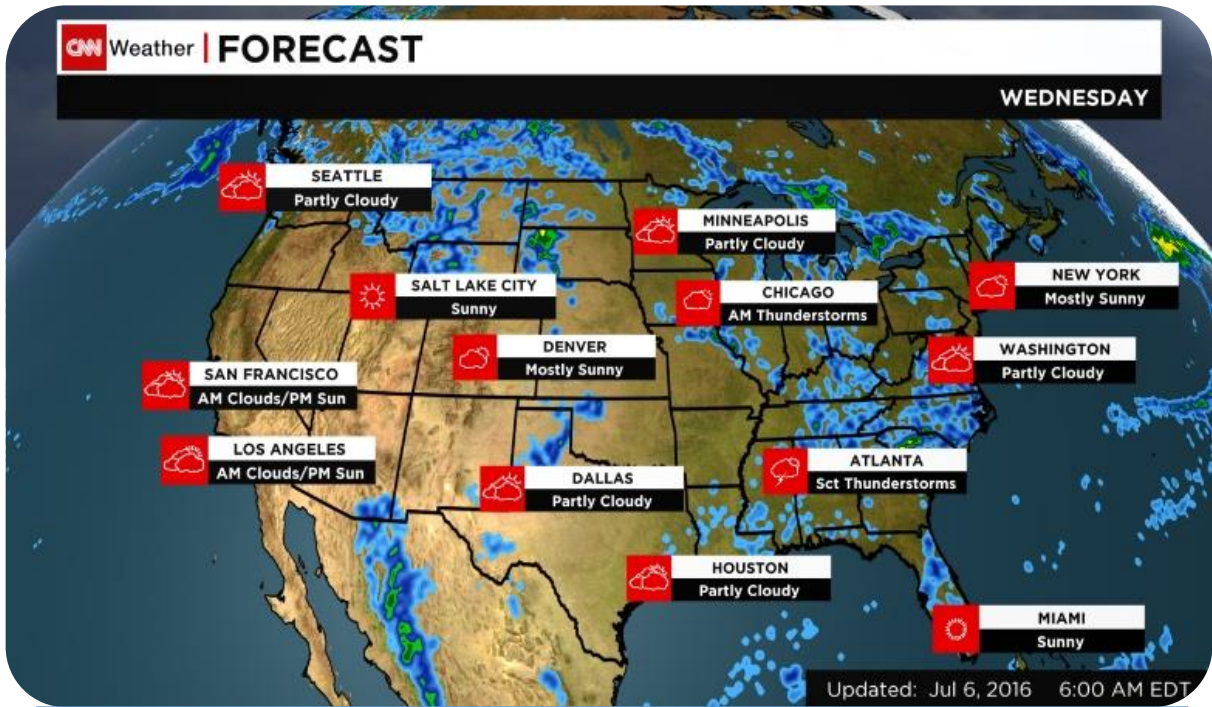 CNN Weather | FORECAST
WEDNESDAY
SEATTLE
Partly Cloudy
MINNEAPOLIS
Partly Cloudy
NEW YORK
Mostly Sunny
SALT LAKE CITY
Sunny
CHICAGO
AM Thunderstorms
DENVER
Mostly Sunny
WASHINGTON
Partly Cloudy
SAN FRANCISCO
AM Clouds/PM Sun
LOS ANGELES
AM Clouds/PM Sun
ATLANTA
Sct Thunderstorms
DALLAS
Partly Cloudy
HOUSTON
Partly Cloudy
MIAMI
Sunny
Updated: Jul 6, 2016 6:00 AM EDT